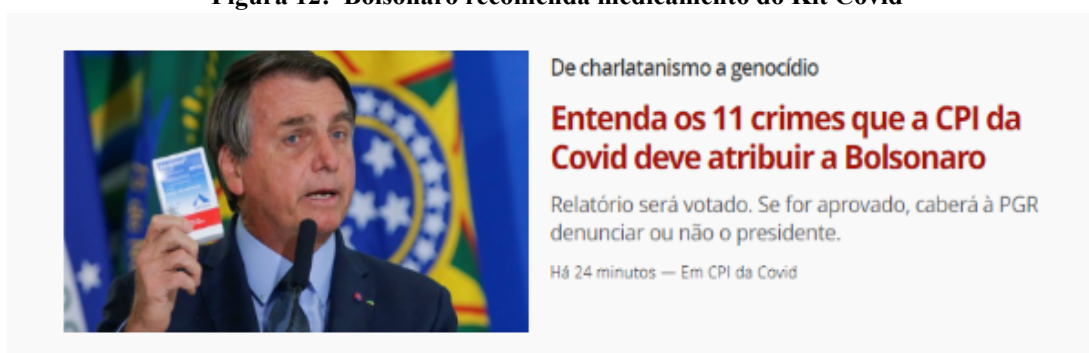 Figura 12: Bolsonaro recomenda medicamento do Kit Covid
De charlatanismo a genocídio
Entenda os 11 crimes que a CPI da
Covid deve atribuir a Bolsonaro
Relatório será votado. Se for aprovado, caberá à PGR
denunciar ou não o presidente.
Há 24 minutos — Em CPI da Covid